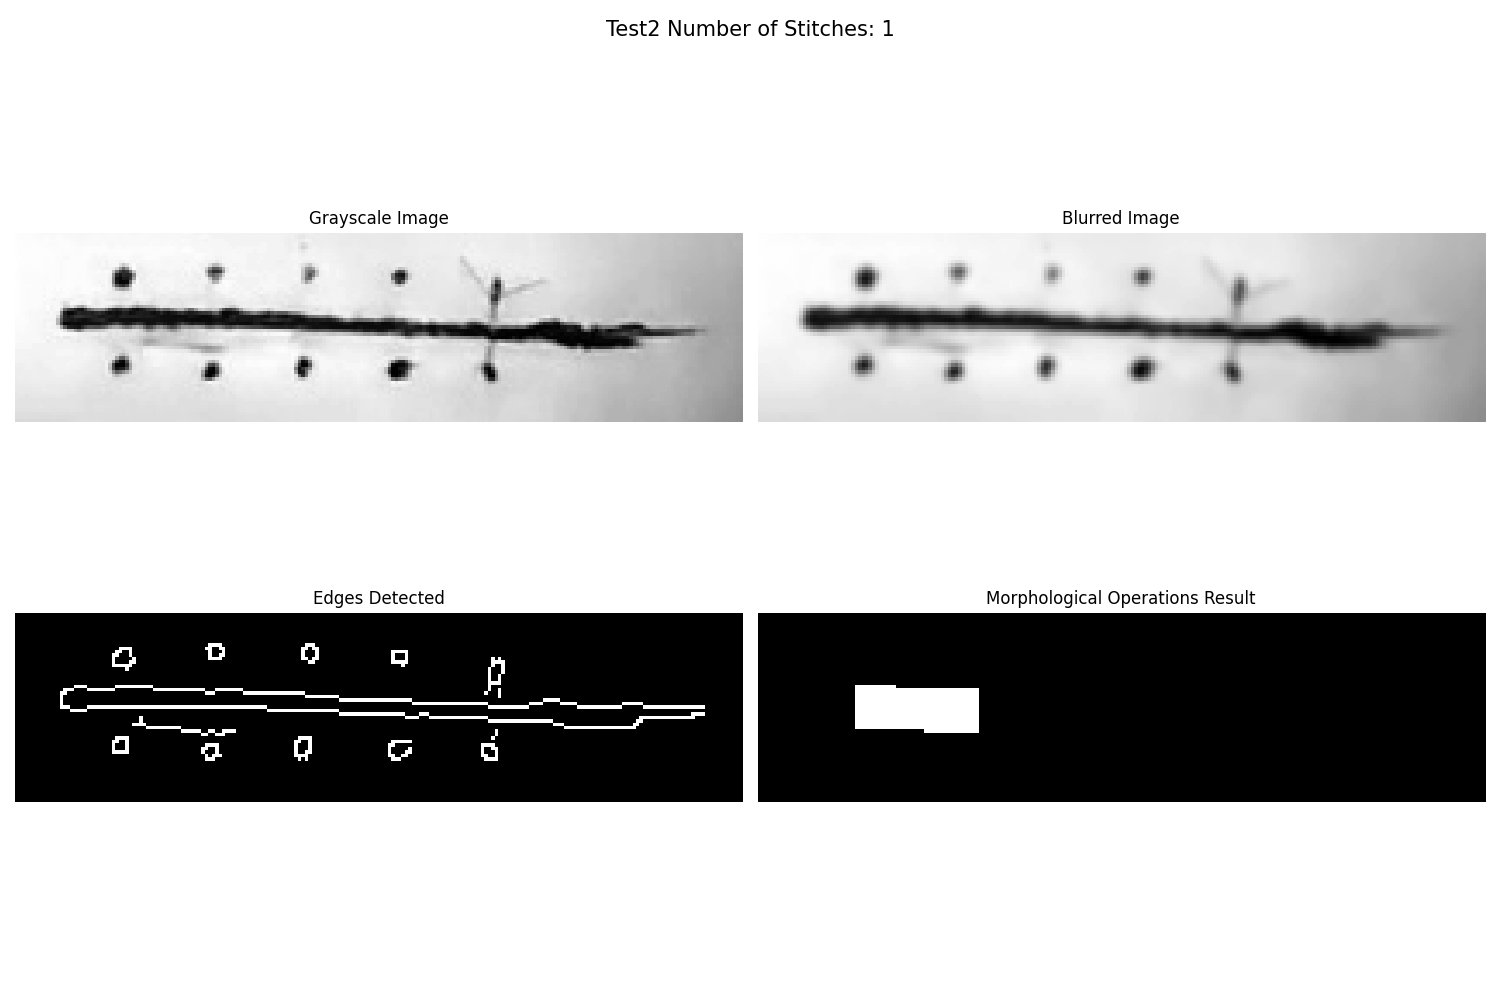 Test2 Number of Stitches: 1
Grayscale Image
Blurred Image
Edges Detected
Morphological Operations Result